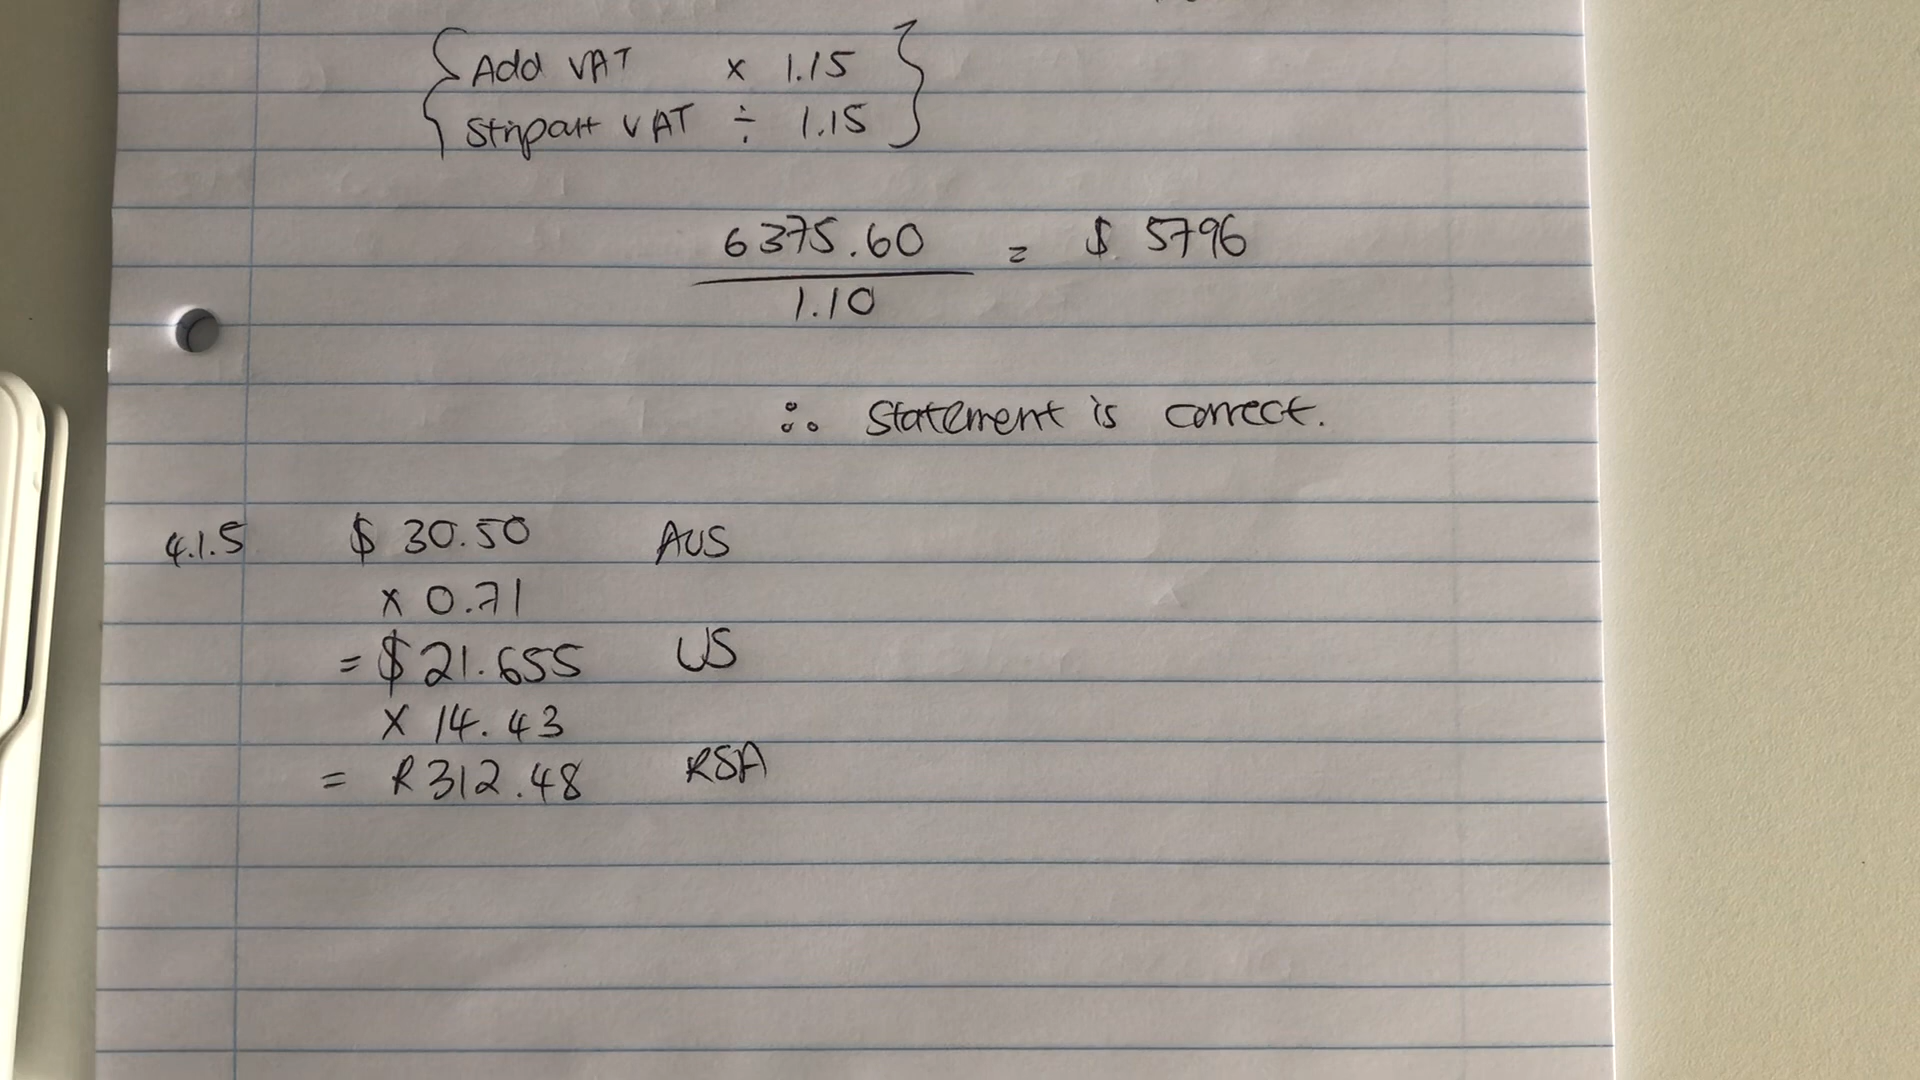 Add VAT × 1.15
Stripout VAT ÷ 1.15
6375.60 = $ 5796
1.10
∴ Statement is correct.
4.1.5 $ 30.50 AUS
× 0.71
= $ 21.655 US
× 14.43
= R312.48 RSA